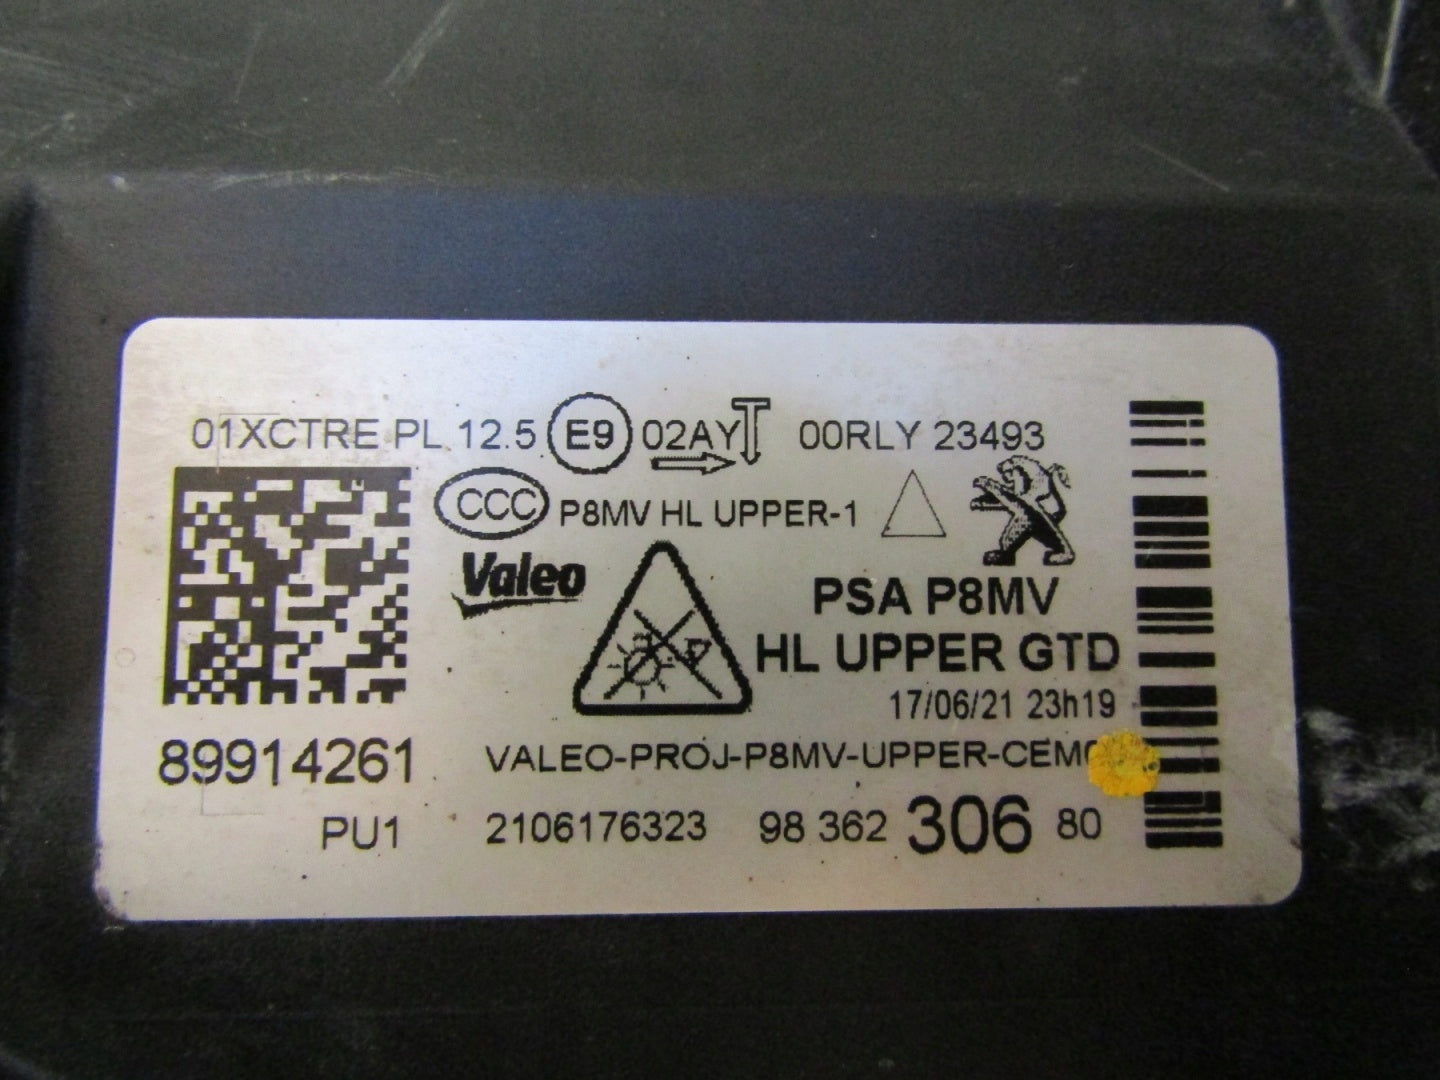 01XCTRE PL 12.5 E9 02AY 00RLY 23493
CCC P8MV HL UPPER-1
Valeo
PSA P8MV
HL UPPER GTD
17/06/21 23h19
89914261
VALEO-PROJ-P8MV-UPPER-CEM
PU1 2106176323 98 362 306 80